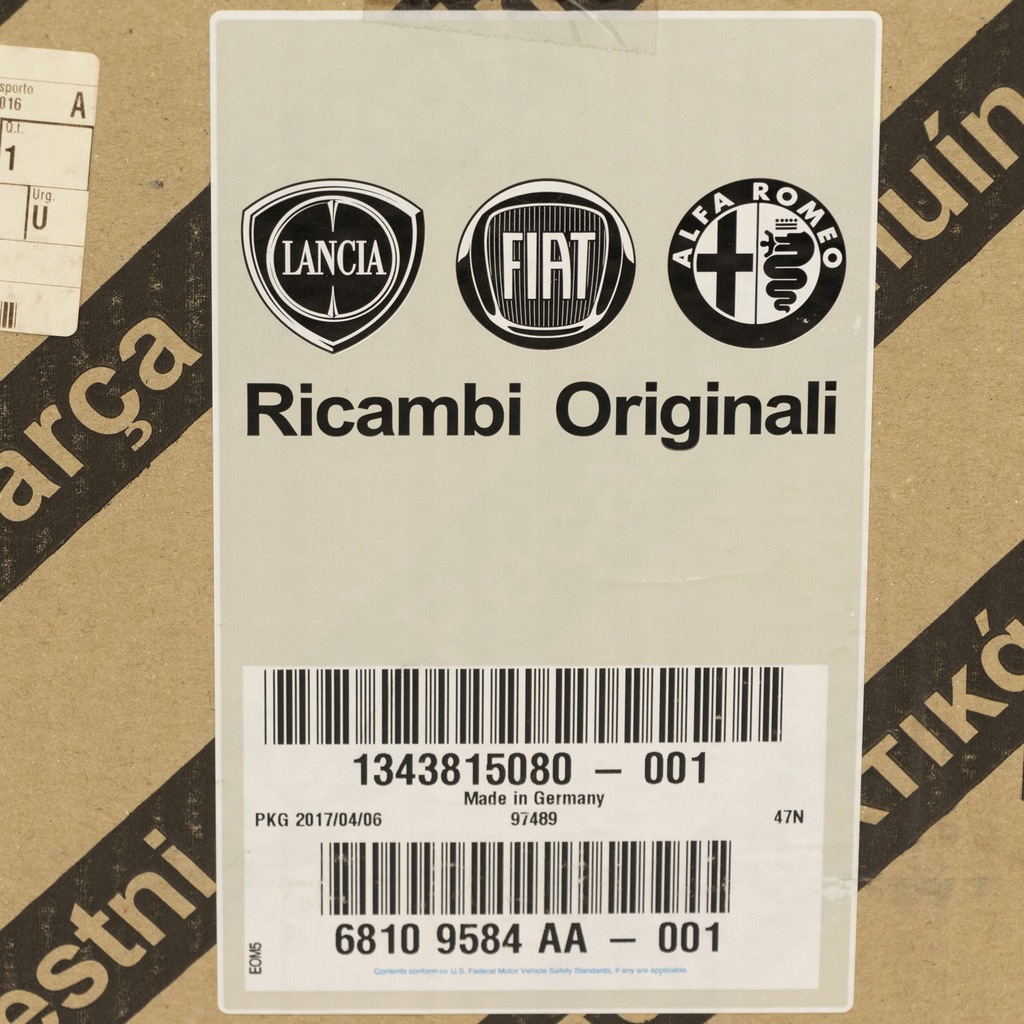 sporto
016 A
Q.t.
1
Urg.
U
arça
uín
LANCIA
FIAT
ALFA ROMEO
Ricambi Originali
τικά
estni
1343815080 – 001
Made in Germany
PKG 2017/04/06 97489 47N
6810 9584 AA – 001
EOM5
Contents conform to U.S. Federal Motor Vehicle Safety Standards, if any are applicable.